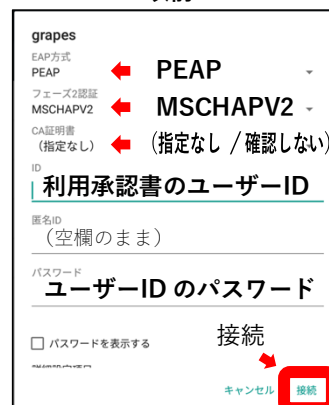 grapes
EAP方式
PEAP PEAP
フェーズ2認証
MSCHAPV2 MSCHAPV2
CA証明書
(指定なし) (指定なし / 確認しない)
ID
利用承認書のユーザーID
匿名ID
(空欄のまま)
パスワード
ユーザーID のパスワード
パスワードを表示する 接続
キャンセル 接続